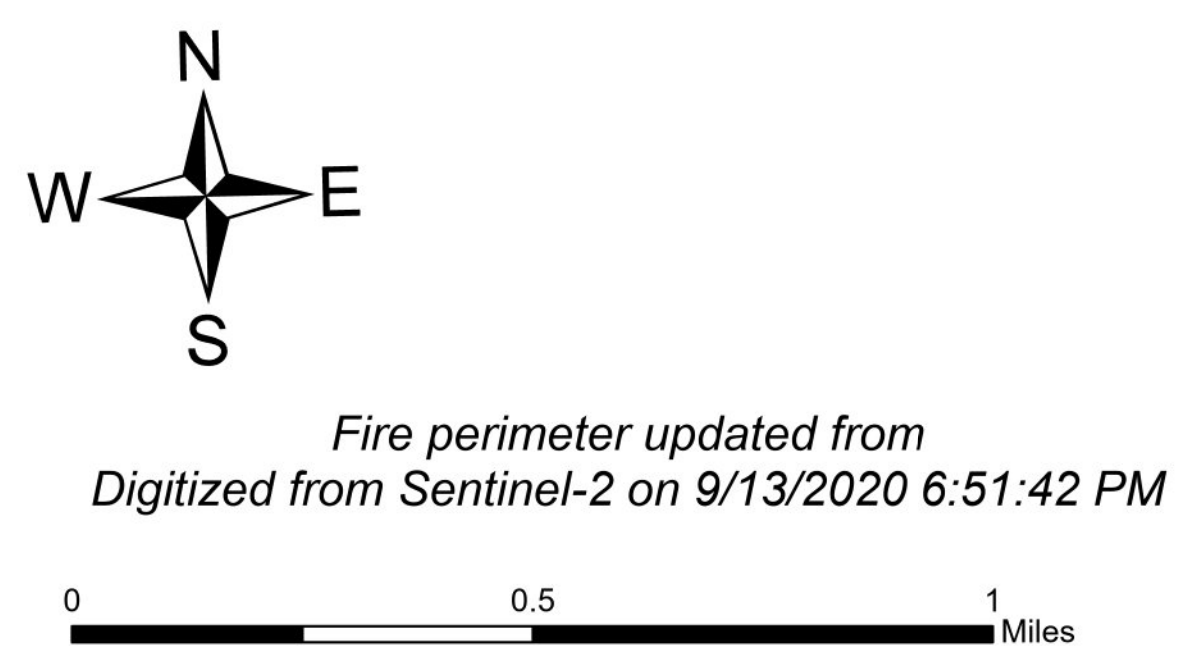 N
W E
S
Fire perimeter updated from
Digitized from Sentinel-2 on 9/13/2020 6:51:42 PM
0 0.5 1
Miles